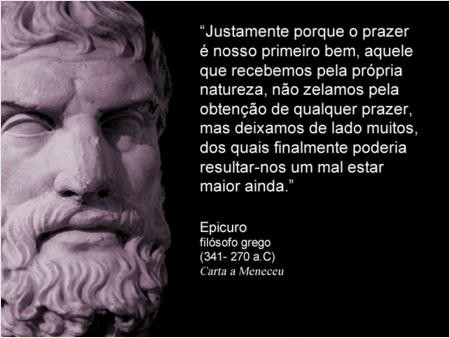 “Justamente porque o prazer
é nosso primeiro bem, aquele
que recebemos pela própria
natureza, não zelamos pela
obtenção de qualquer prazer,
mas deixamos de lado muitos,
dos quais finalmente poderia
resultar-nos um mal estar
maior ainda.”
Epicuro
filósofo grego
(341- 270 a.C)
Carta a Meneceu